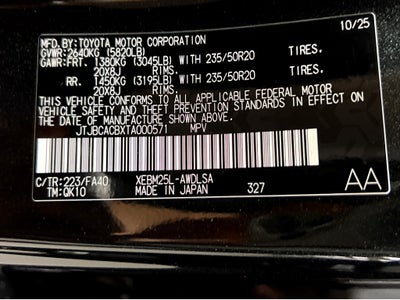 10/25
MFD.BY:TOYOTA MOTOR CORPORATION
GVWR:2640KG (5820LB)
GAWR:FRT. 1380KG (3045LB) WITH 235/50R20 TIRES.
20X8J RIMS.
RR. 1450KG (3195LB) WITH 235/50R20 TIRES.
20X8J RIMS.
THIS VEHICLE CONFORMS TO ALL APPLICABLE FEDERAL MOTOR
VEHICLE SAFETY AND THEFT PREVENTION STANDARDS IN EFFECT ON
THE DATE OF MANUFACTURE SHOWN ABOVE.
JTJBCACBXTA000571 MPV
C/TR:223/FA40 XEBM25L-AWDLSA
TM:QK10 MADE IN JAPAN 327
AA